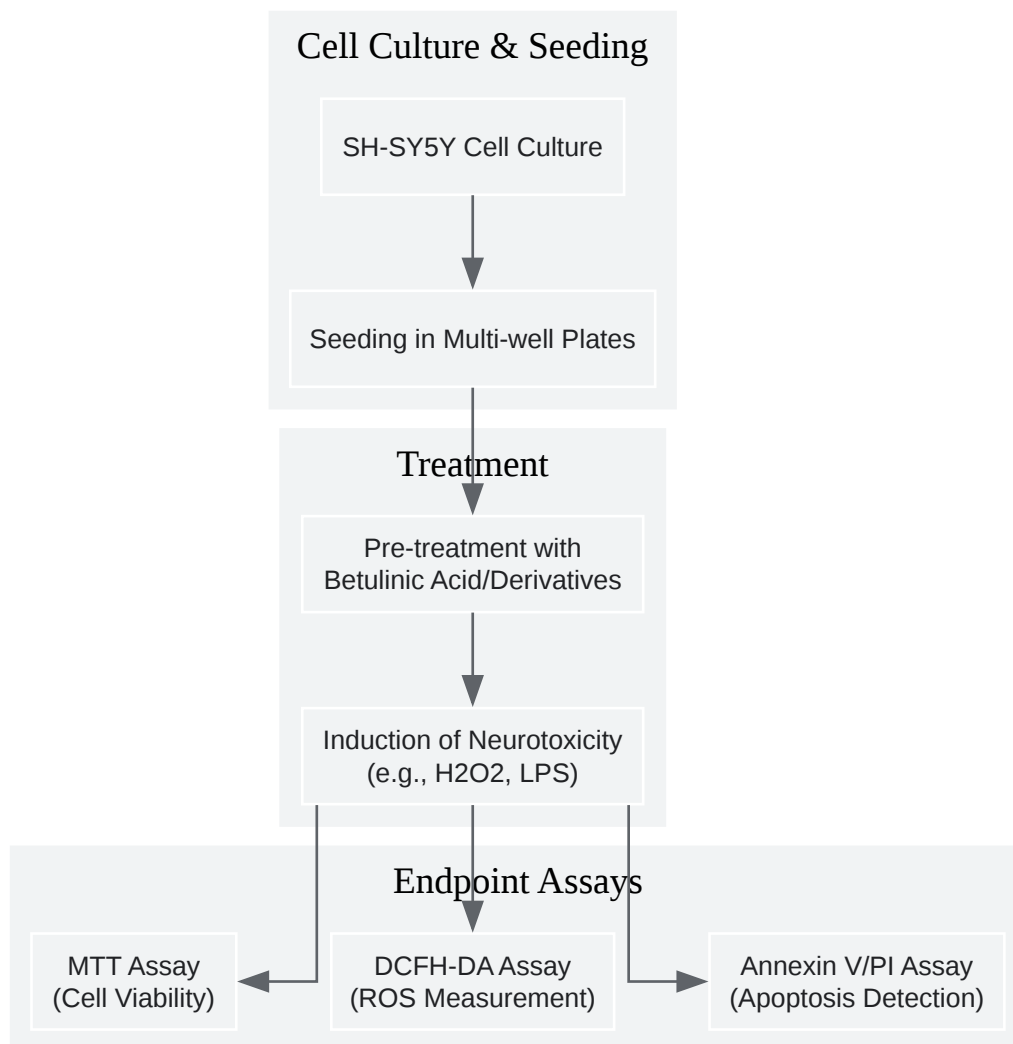 Cell Culture & Seeding
SH-SY5Y Cell Culture
Seeding in Multi-well Plates
Treatment
Pre-treatment with
Betulinic Acid/Derivatives
Induction of Neurotoxicity
(e.g., H2O2, LPS)
Endpoint Assays
MTT Assay
(Cell Viability)
DCFH-DA Assay
(ROS Measurement)
Annexin V/PI Assay
(Apoptosis Detection)